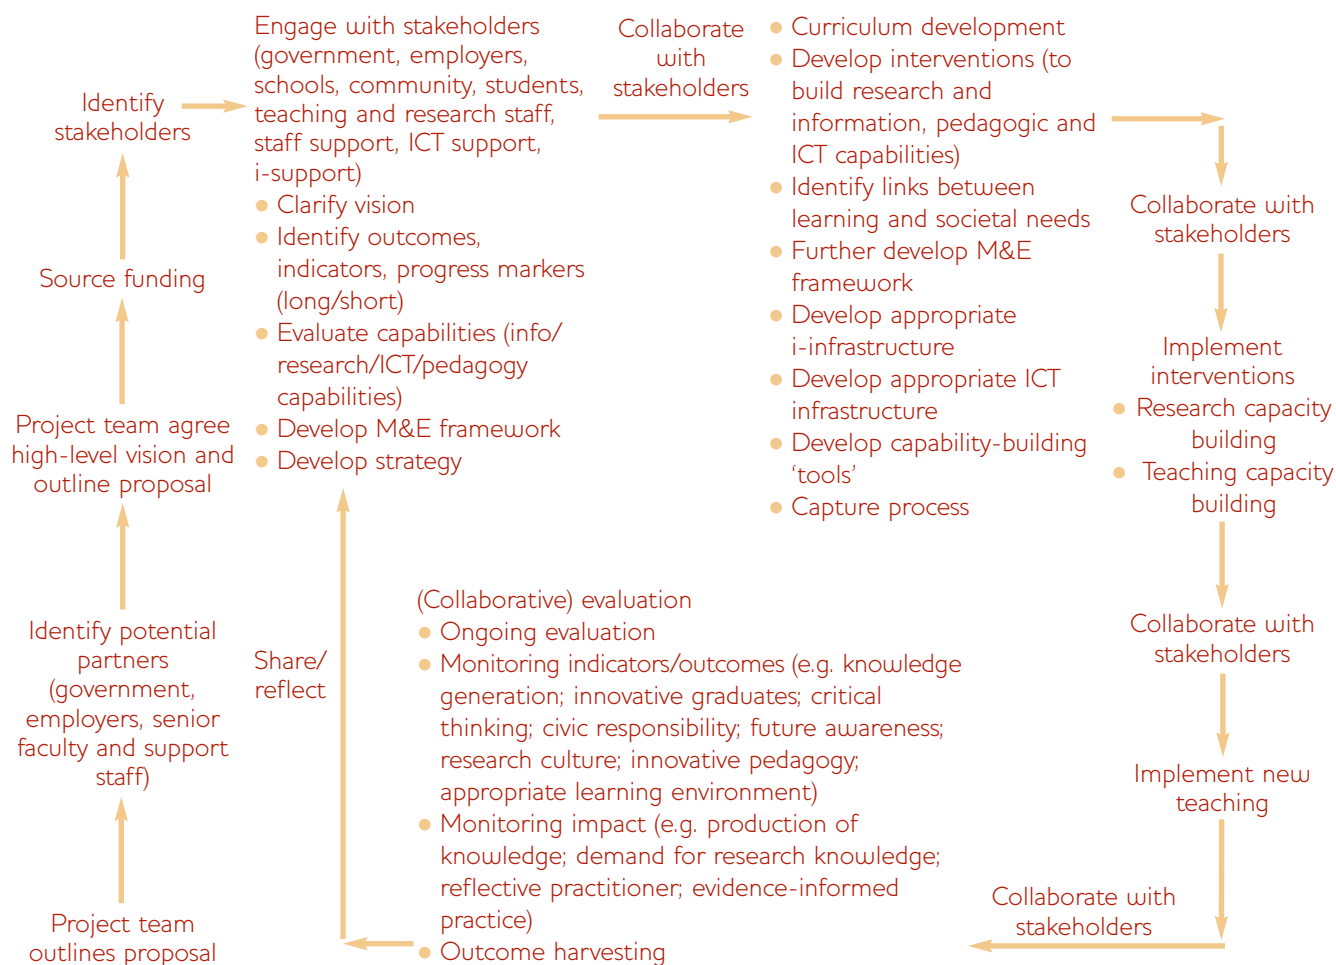 Project team
outlines proposal
Identify potential
partners
(government,
employers, senior
faculty and support
staff)
Project team agree
high-level vision and
outline proposal
Source funding
Identify
stakeholders
Engage with stakeholders
(government, employers,
schools, community, students,
teaching and research staff,
staff support, ICT support,
i-support)
• Clarify vision
• Identify outcomes,
indicators, progress markers
(long/short)
• Evaluate capabilities (info/
research/ICT/pedagogy
capabilities)
• Develop M&E framework
• Develop strategy
Collaborate
with
stakeholders
• Curriculum development
• Develop interventions (to
build research and
information, pedagogic and
ICT capabilities)
• Identify links between
learning and societal needs
• Further develop M&E
framework
• Develop appropriate
i-infrastructure
• Develop appropriate ICT
infrastructure
• Develop capability-building
‘tools’
• Capture process
Collaborate with
stakeholders
Implement
interventions
• Research capacity
building
• Teaching capacity
building
Collaborate with
stakeholders
Implement new
teaching
Collaborate with
stakeholders
(Collaborative) evaluation
• Ongoing evaluation
• Monitoring indicators/outcomes (e.g. knowledge
generation; innovative graduates; critical
thinking; civic responsibility; future awareness;
research culture; innovative pedagogy;
appropriate learning environment)
• Monitoring impact (e.g. production of
knowledge; demand for research knowledge;
reflective practitioner; evidence-informed
practice)
• Outcome harvesting
Share/
reflect